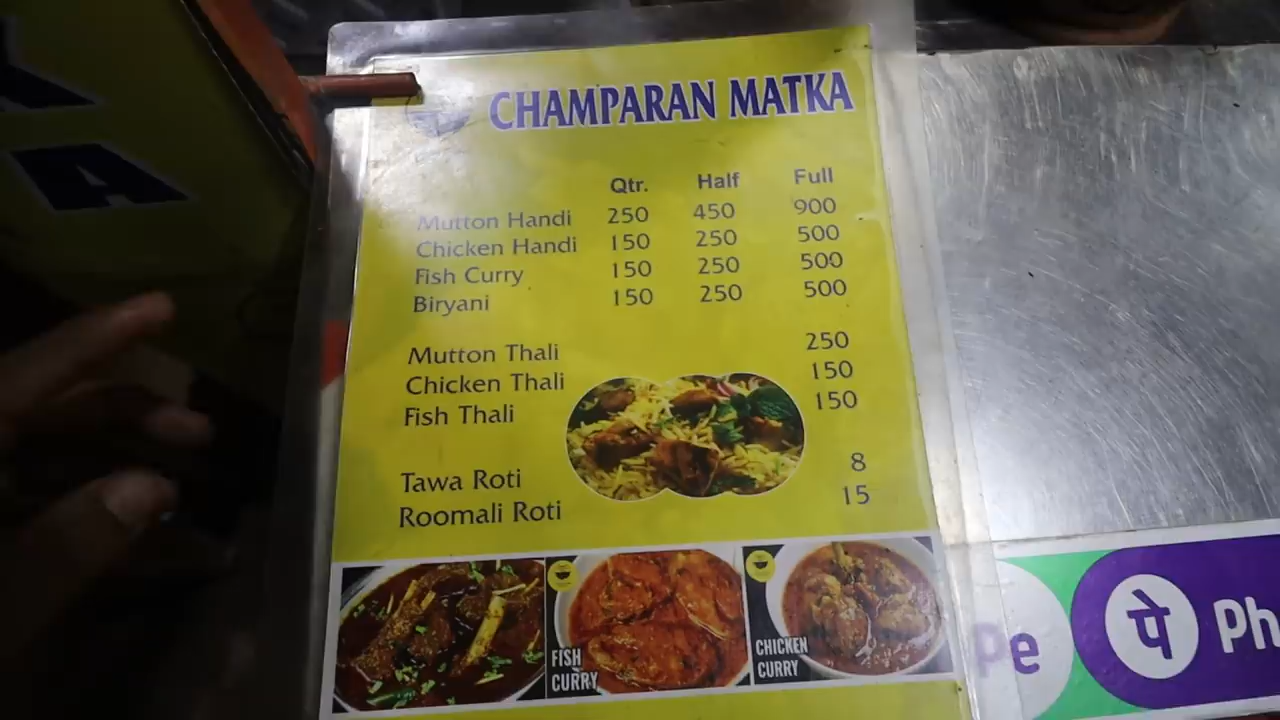 A
CHAMPARAN MATKA
Qtr. Half Full
Mutton Handi 250 450 900
Chicken Handi 150 250 500
Fish Curry 150 250 500
Biryani 150 250 500
Mutton Thali 250
Chicken Thali 150
Fish Thali 150
Tawa Roti 8
Roomali Roti 15
FISH
CURRY
CHICKEN
CURRY
Pe
पे Ph